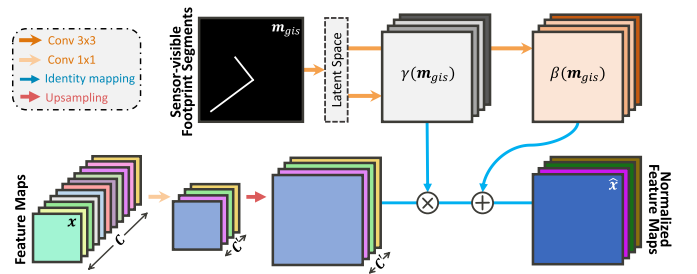 Conv 3x3
Conv 1x1
Identity mapping
Upsampling
Sensor-visible
Footprint Segments
m_gis
Latent Space
γ(m_gis)
β(m_gis)
Feature Maps
x
C
C`
C`
×
+
x̂
Normalized
Feature Maps